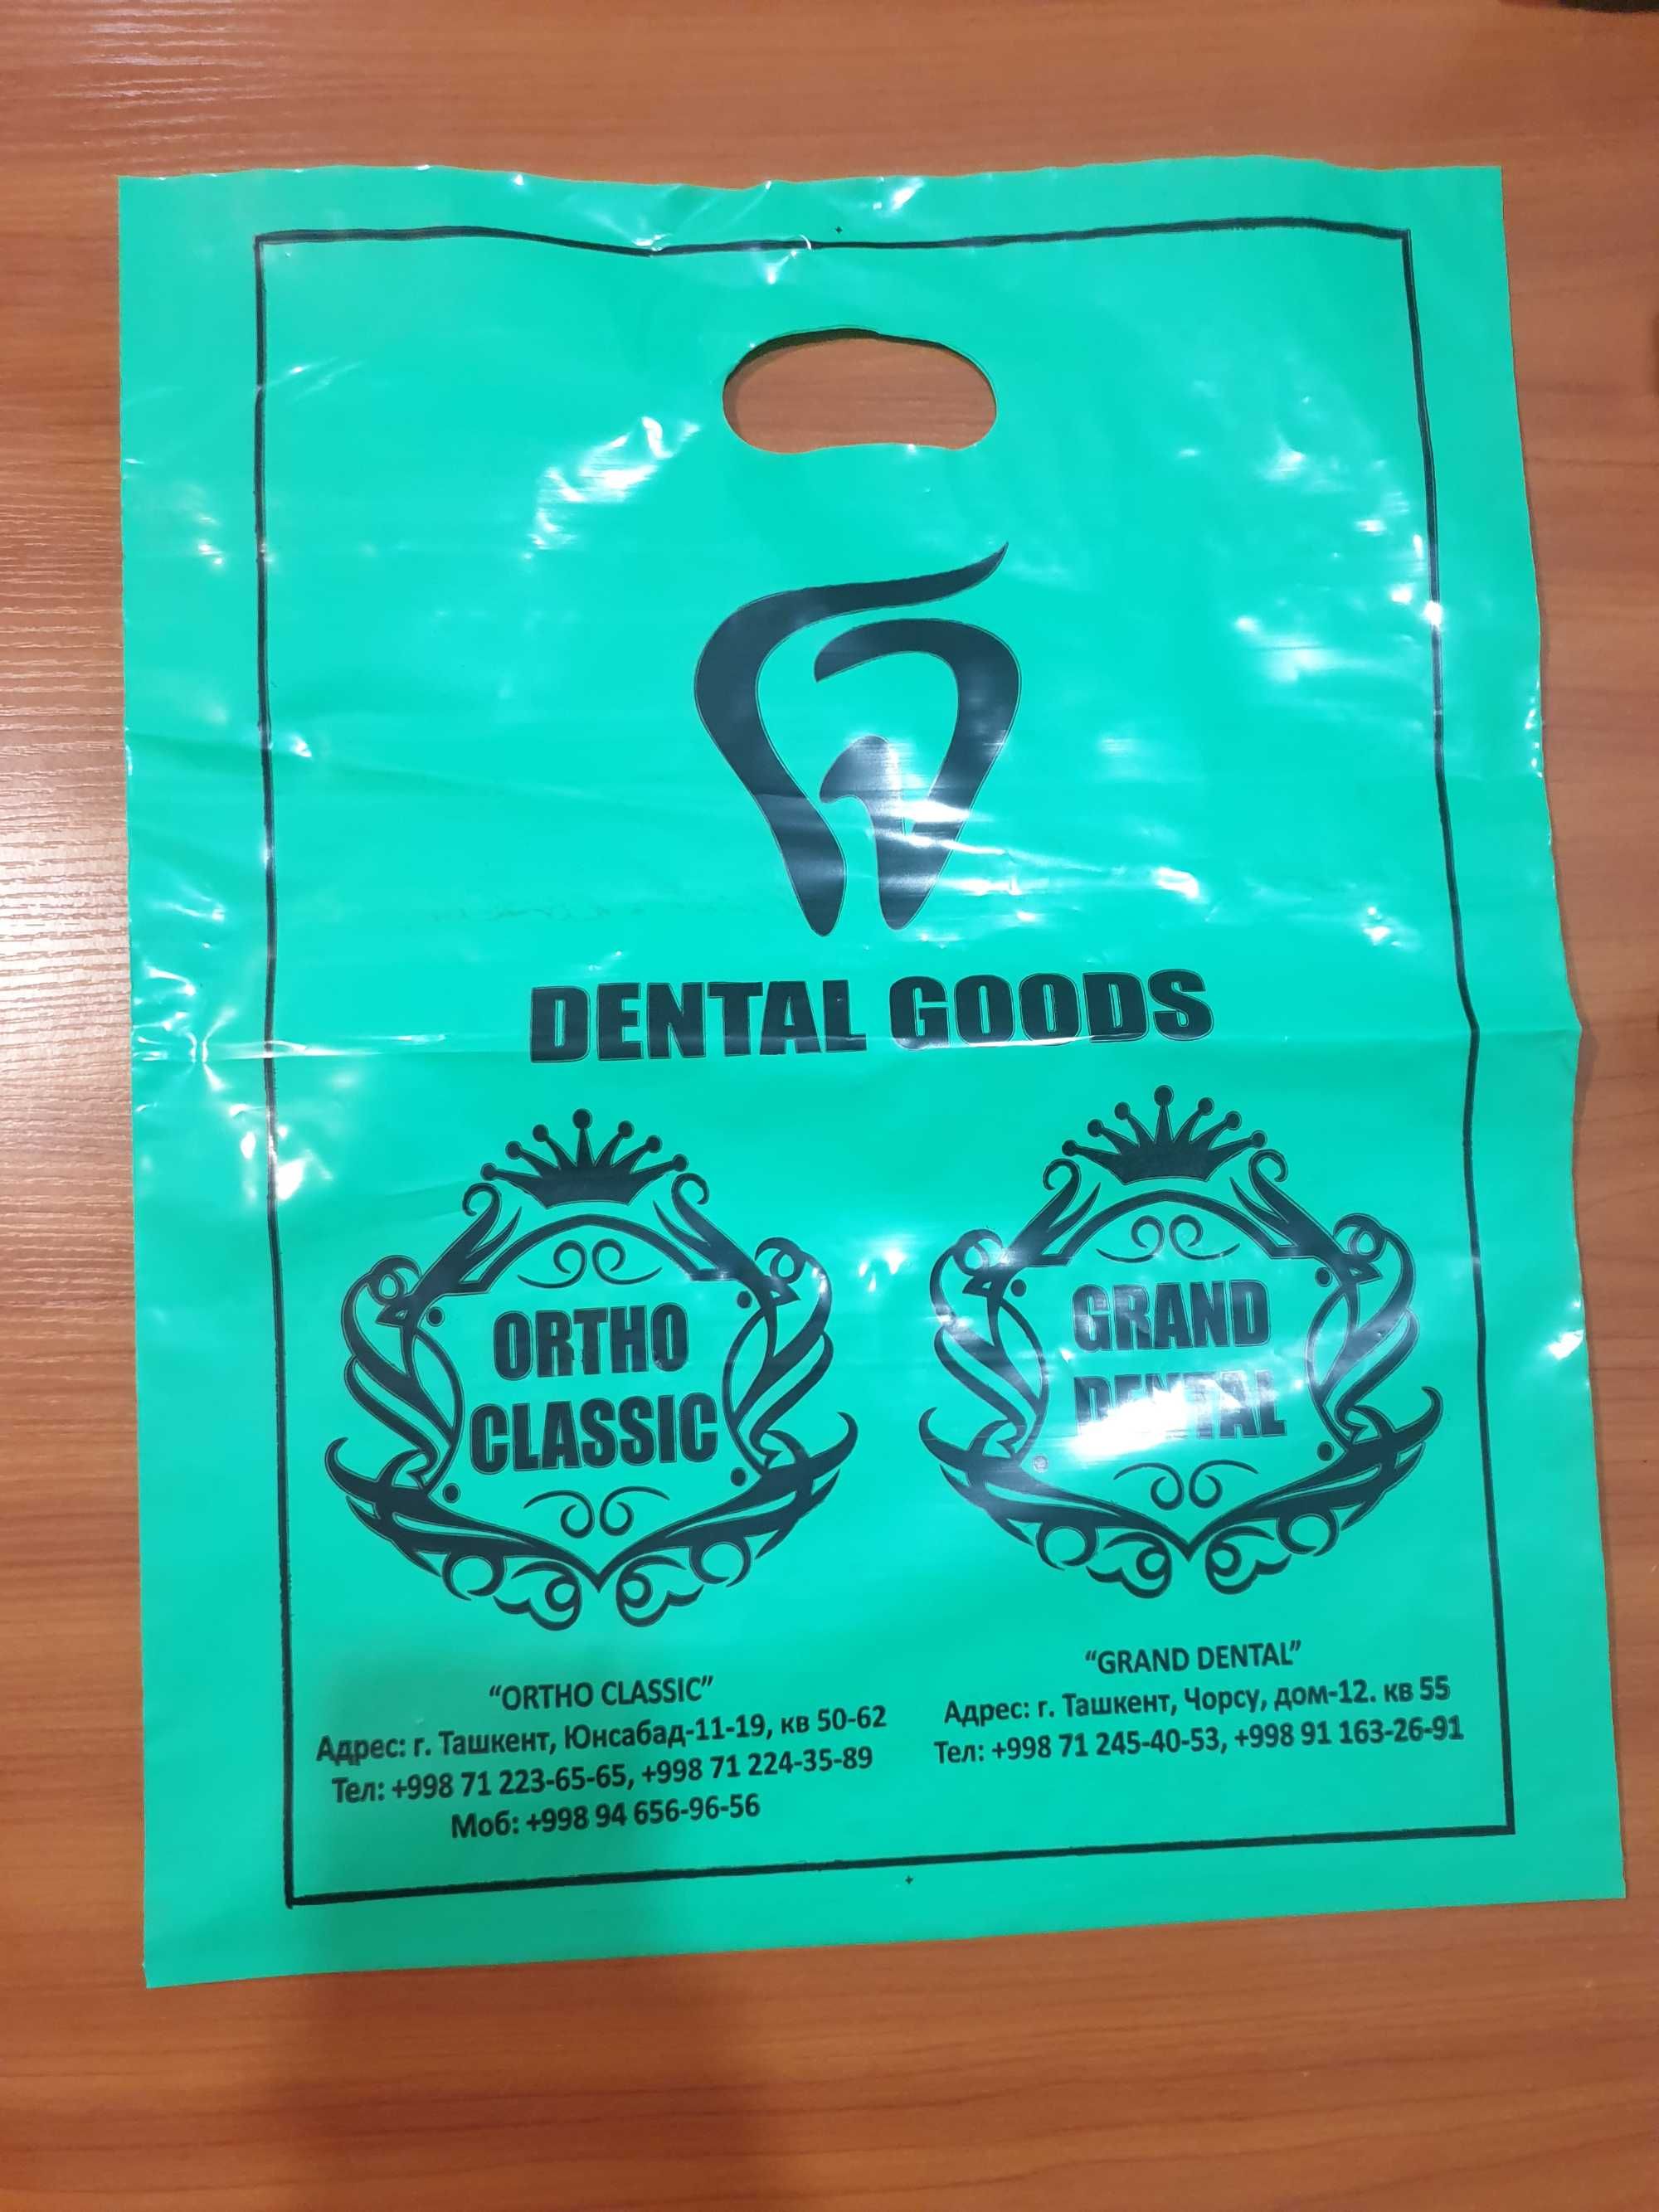 DENTAL GOODS
ORTHO
CLASSIC
GRAND
DENTAL
“ORTHO CLASSIC”
Адрес: г. Ташкент, Юнсабад-11-19, кв 50-62
Тел: +998 71 223-65-65, +998 71 224-35-89
Моб: +998 94 656-96-56
“GRAND DENTAL”
Адрес: г. Ташкент, Чорсу, дом-12. кв 55
Тел: +998 71 245-40-53, +998 91 163-26-91